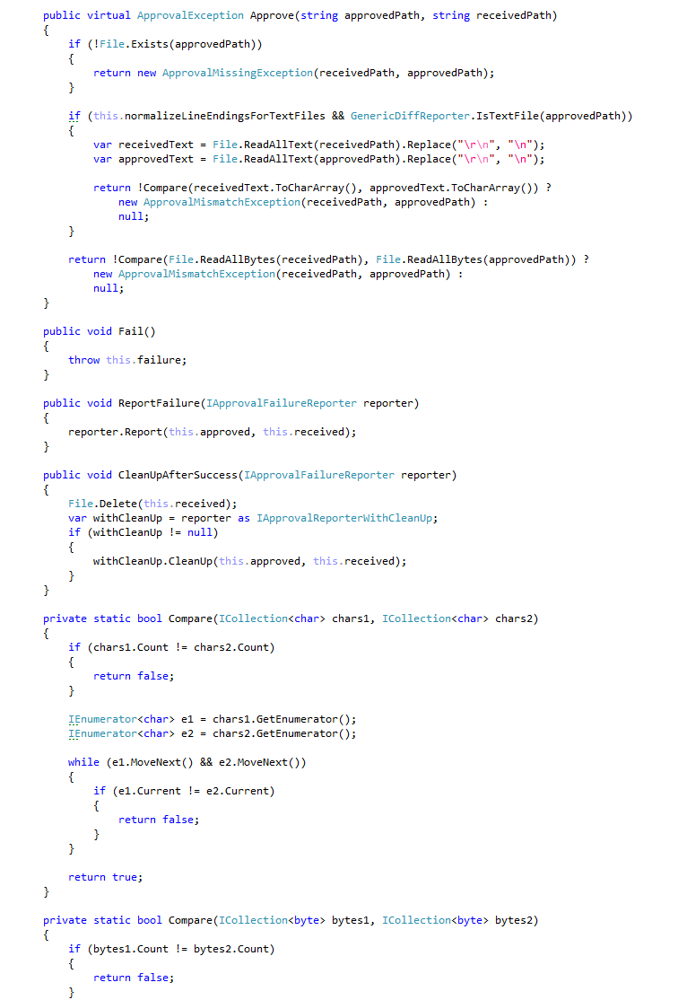 public virtual ApprovalException Approve(string approvedPath, string receivedPath)
{
    if (!File.Exists(approvedPath))
    {
        return new ApprovalMissingException(receivedPath, approvedPath);
    }

    if (this.normalizeLineEndingsForTextFiles && GenericDiffReporter.IsTextFile(approvedPath))
    {
        var receivedText = File.ReadAllText(receivedPath).Replace("\r\n", "\n");
        var approvedText = File.ReadAllText(approvedPath).Replace("\r\n", "\n");

        return !Compare(receivedText.ToCharArray(), approvedText.ToCharArray()) ?
            new ApprovalMismatchException(receivedPath, approvedPath) :
            null;
    }

    return !Compare(File.ReadAllBytes(receivedPath), File.ReadAllBytes(approvedPath)) ?
        new ApprovalMismatchException(receivedPath, approvedPath) :
        null;
}

public void Fail()
{
    throw this.failure;
}

public void ReportFailure(IApprovalFailureReporter reporter)
{
    reporter.Report(this.approved, this.received);
}

public void CleanUpAfterSuccess(IApprovalFailureReporter reporter)
{
    File.Delete(this.received);
    var withCleanUp = reporter as IApprovalReporterWithCleanUp;
    if (withCleanUp != null)
    {
        withCleanUp.CleanUp(this.approved, this.received);
    }
}

private static bool Compare(ICollection<char> chars1, ICollection<char> chars2)
{
    if (chars1.Count != chars2.Count)
    {
        return false;
    }

    IEnumerator<char> e1 = chars1.GetEnumerator();
    IEnumerator<char> e2 = chars2.GetEnumerator();

    while (e1.MoveNext() && e2.MoveNext())
    {
        if (e1.Current != e2.Current)
        {
            return false;
        }
    }

    return true;
}

private static bool Compare(ICollection<byte> bytes1, ICollection<byte> bytes2)
{
    if (bytes1.Count != bytes2.Count)
    {
        return false;
    }